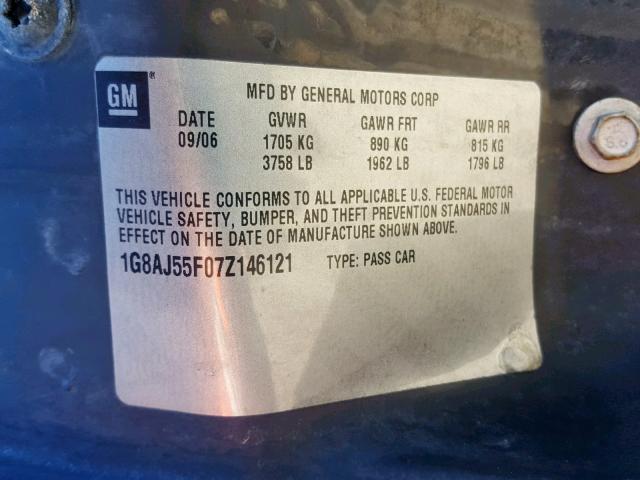 GM®
MFD BY GENERAL MOTORS CORP
DATE GVWR GAWR FRT GAWR RR
09/06 1705 KG 890 KG 815 KG
3758 LB 1962 LB 1796 LB
THIS VEHICLE CONFORMS TO ALL APPLICABLE U.S. FEDERAL MOTOR
VEHICLE SAFETY, BUMPER, AND THEFT PREVENTION STANDARDS IN
EFFECT ON THE DATE OF MANUFACTURE SHOWN ABOVE.
1G8AJ55F07Z146121 TYPE: PASS CAR